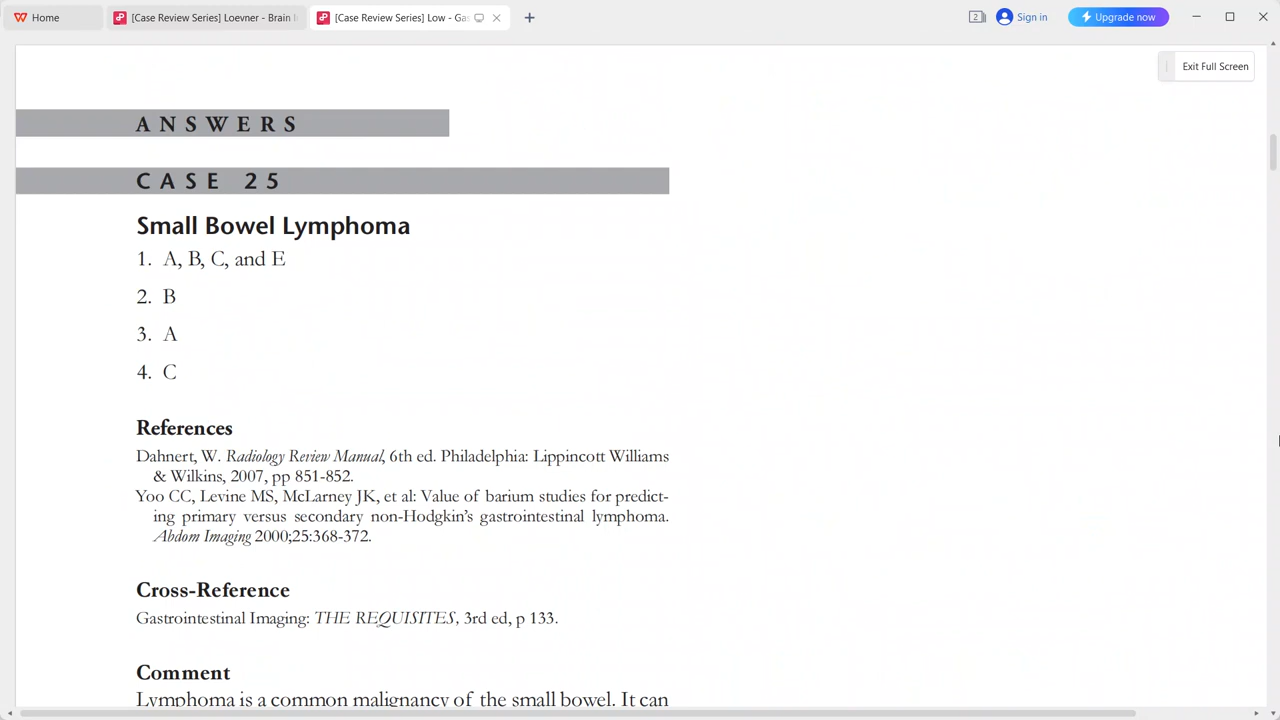 Home
[Case Review Series] Loevner - Brain
[Case Review Series] Low - Gas
2
Sign in
Upgrade now
Exit Full Screen
ANSWERS
CASE 25
Small Bowel Lymphoma
1. A, B, C, and E
2. B
3. A
4. C
References
Dahnert, W. Radiology Review Manual, 6th ed. Philadelphia: Lippincott Williams
& Wilkins, 2007, pp 851-852.
Yoo CC, Levine MS, McLarney JK, et al: Value of barium studies for predict-
ing primary versus secondary non-Hodgkin's gastrointestinal lymphoma.
Abdom Imaging 2000;25:368-372.
Cross-Reference
Gastrointestinal Imaging: THE REQUISITES, 3rd ed, p 133.
Comment
Lymphoma is a common malignancy of the small bowel. It can